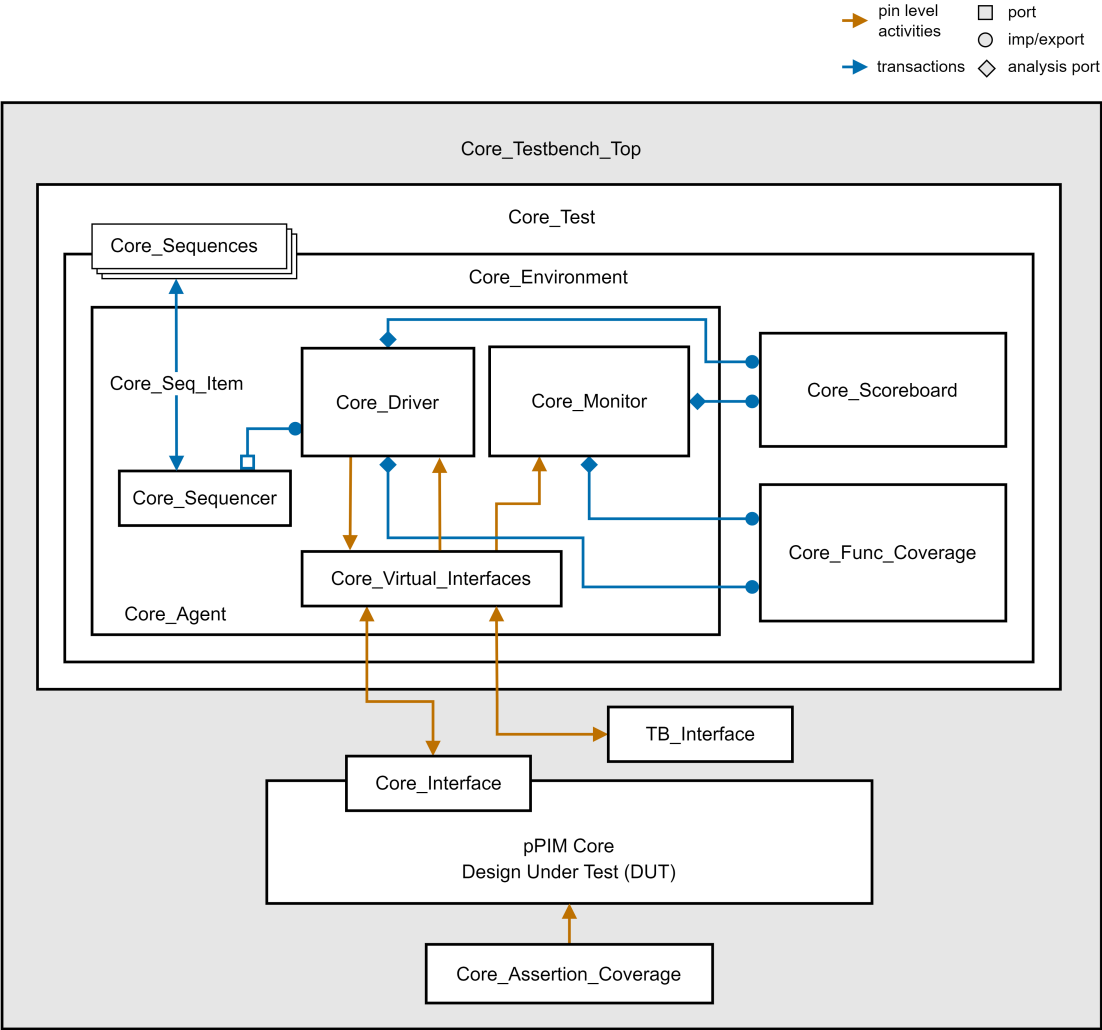 pin level
activities
port
imp/export
transactions
analysis port
Core_Testbench_Top
Core_Test
Core_Sequences
Core_Environment
Core_Seq_Item
Core_Driver
Core_Monitor
Core_Scoreboard
Core_Sequencer
Core_Func_Coverage
Core_Virtual_Interfaces
Core_Agent
TB_Interface
Core_Interface
pPIM Core
Design Under Test (DUT)
Core_Assertion_Coverage